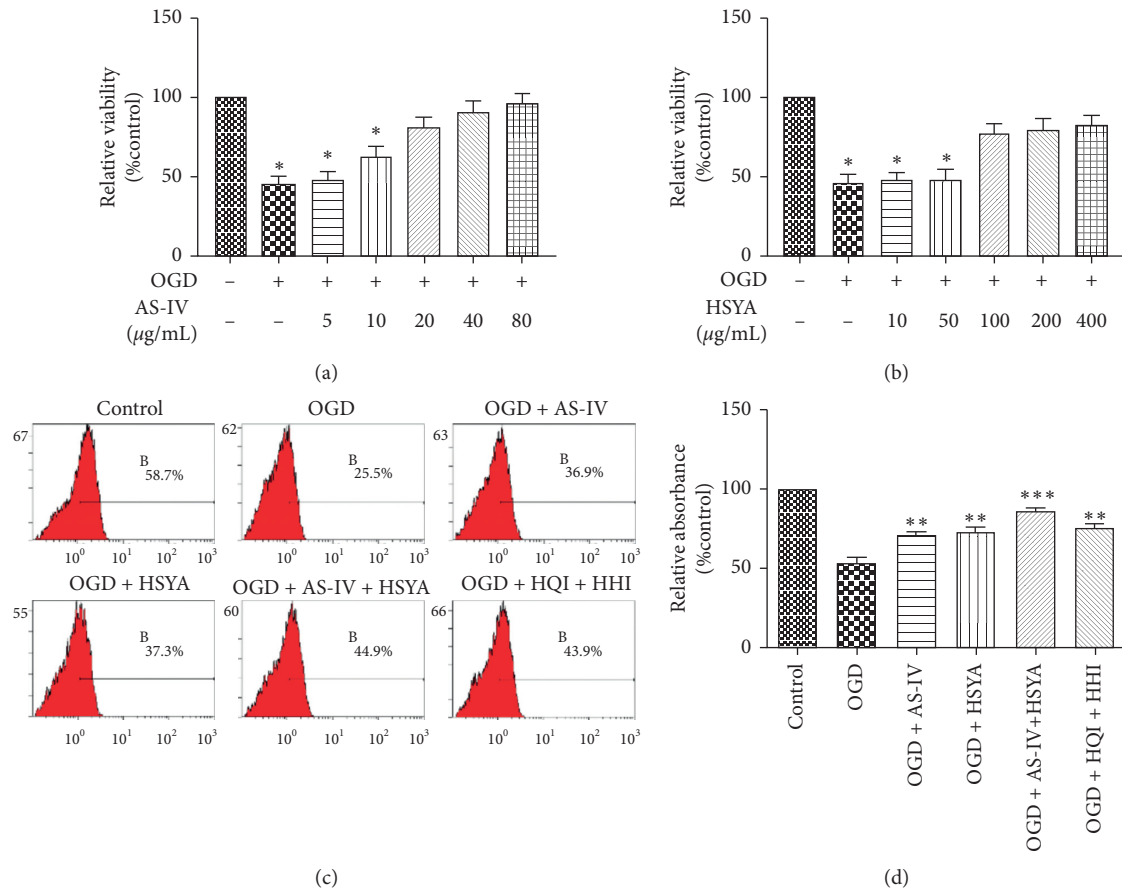 150
100
50
0
Relative viability
(%control)
*
*
*
OGD – + + + + + +
AS-IV
(μg/mL)
– – 5 10 20 40 80
(a)
150
100
50
0
Relative viability
(%control)
*
*
*
OGD – + + + + + +
HSYA
(μg/mL)
– – 10 50 100 200 400
(b)
Control
67
B
58.7%
10⁰ 10¹ 10² 10³
OGD
62
B
25.5%
10⁰ 10¹ 10² 10³
OGD + AS-IV
63
B
36.9%
10⁰ 10¹ 10² 10³
OGD + HSYA
55
B
37.3%
10⁰ 10¹ 10² 10³
OGD + AS-IV + HSYA
60
B
44.9%
10⁰ 10¹ 10² 10³
OGD + HQI + HHI
66
B
43.9%
10⁰ 10¹ 10² 10³
(c)
150
100
50
0
Relative absorbance
(%control)
**
**
***
**
Control
OGD
OGD + AS-IV
OGD + HSYA
OGD + AS-IV+HSYA
OGD + HQI + HHI
(d)